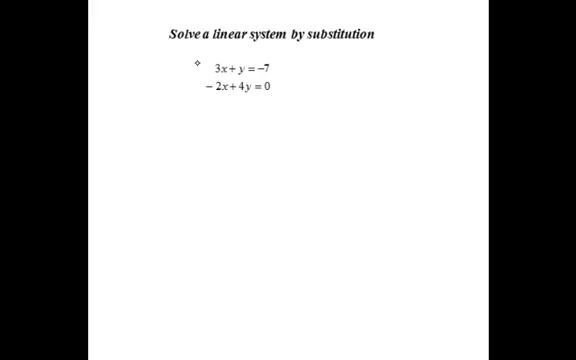 Solve a linear system by substitution
3x + y = −7
− 2x + 4y = 0